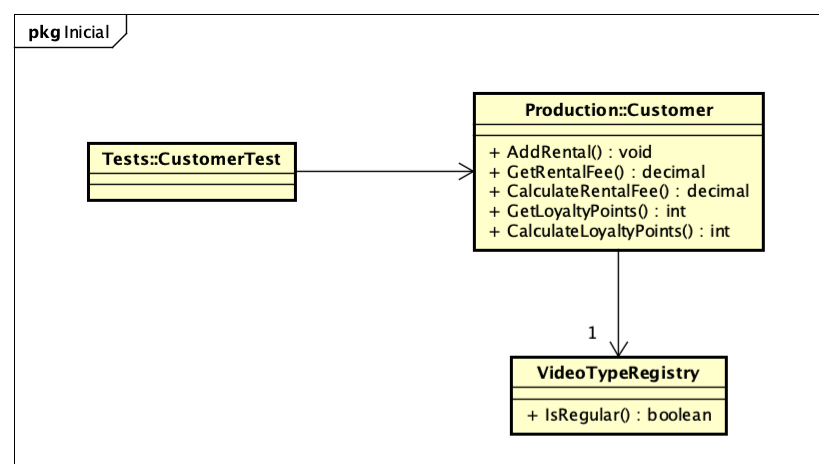 pkg Inicial
Production::Customer
Tests::CustomerTest
+ AddRental() : void
+ GetRentalFee() : decimal
+ CalculateRentalFee() : decimal
+ GetLoyaltyPoints() : int
+ CalculateLoyaltyPoints() : int
1
VideoTypeRegistry
+ IsRegular() : boolean